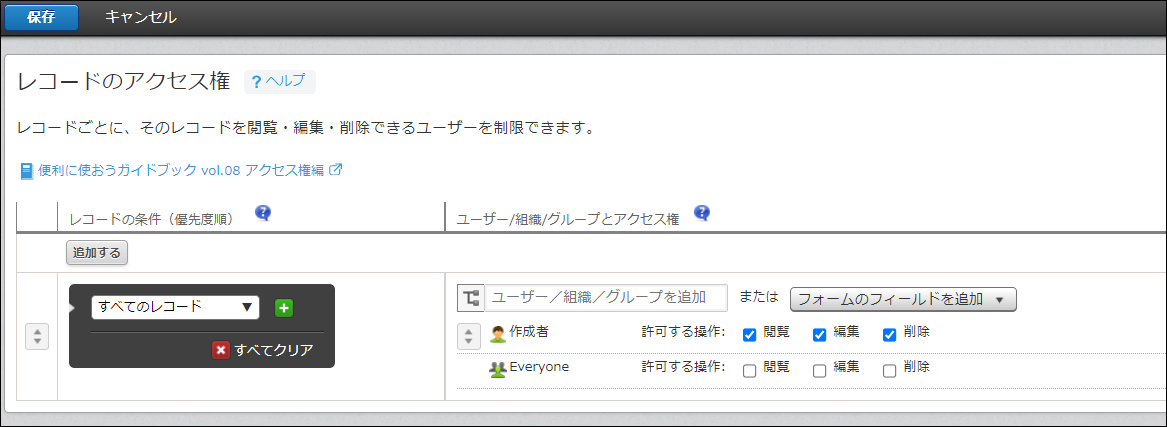 保存 キャンセル
レコードのアクセス権 ? ヘルプ
レコードごとに、そのレコードを閲覧・編集・削除できるユーザーを制限できます。
便利に使おうガイドブック vol.08 アクセス権編
レコードの条件（優先度順） ? ユーザー/組織/グループとアクセス権 ?
追加する
すべてのレコード ユーザー／組織／グループを追加 または フォームのフィールドを追加
作成者 許可する操作: 閲覧 編集 削除
すべてクリア
Everyone 許可する操作: 閲覧 編集 削除